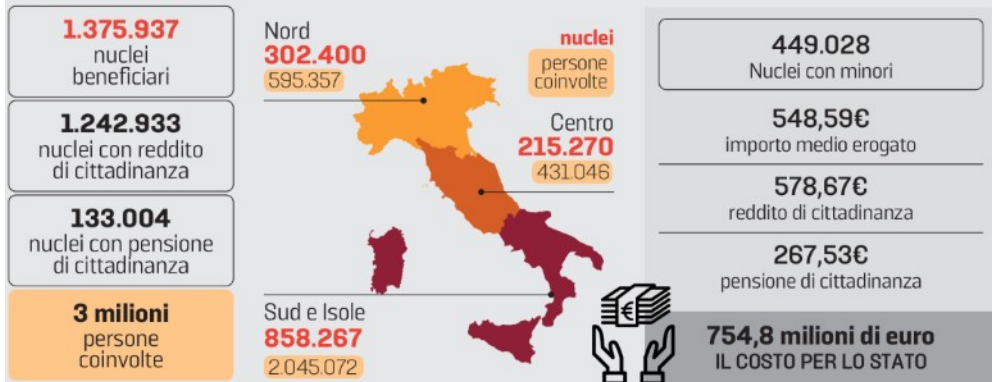 1.375.937
nuclei
beneficiari
1.242.933
nuclei con reddito
di cittadinanza
133.004
nuclei con pensione
di cittadinanza
3 milioni
persone
coinvolte
Nord
302.400
595.357
nuclei
persone
coinvolte
Centro
215.270
431.046
Sud e Isole
858.267
2.045.072
449.028
Nuclei con minori
548,59€
importo medio erogato
578,67€
reddito di cittadinanza
267,53€
pensione di cittadinanza
€
754,8 milioni di euro
IL COSTO PER LO STATO